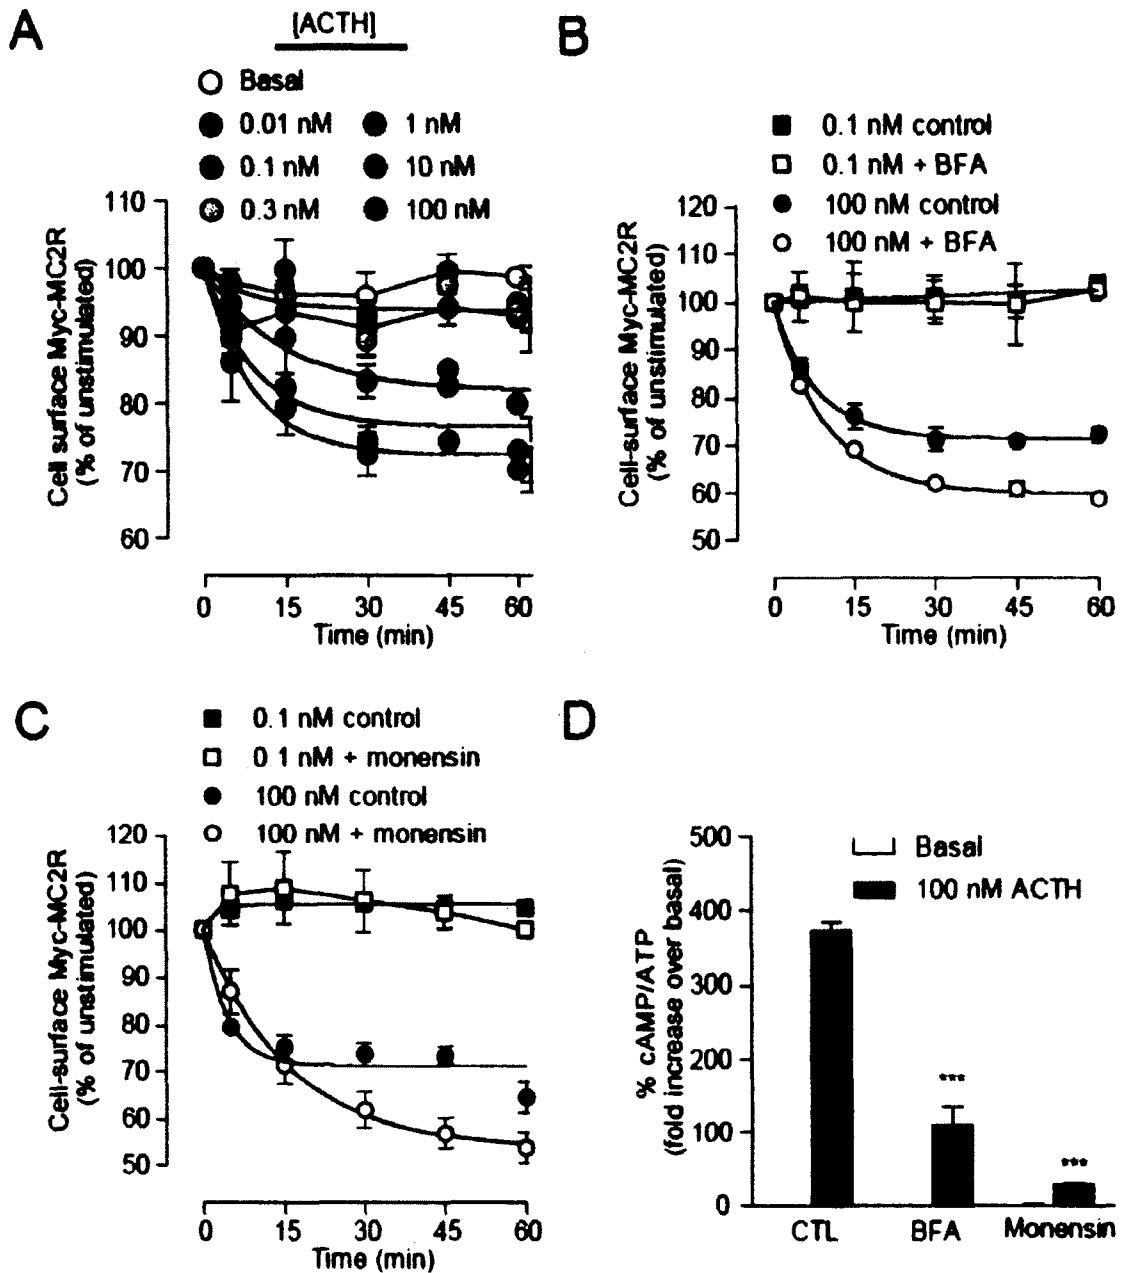 A
[ACTH]
Basal
0.01 nM
1 nM
0.1 nM
10 nM
0.3 nM
100 nM
Cell surface Myc-MC2R
(% of unstimulated)
110
100
90
80
70
60
0
15
30
45
60
Time (min)
B
0.1 nM control
0.1 nM + BFA
100 nM control
100 nM + BFA
Cell-surface Myc-MC2R
(% of unstimulated)
120
110
100
90
80
70
60
50
0
15
30
45
60
Time (min)
C
0.1 nM control
0.1 nM + monensin
100 nM control
100 nM + monensin
Cell-surface Myc-MC2R
(% of unstimulated)
120
110
100
90
80
70
60
50
0
15
30
45
60
Time (min)
D
Basal
100 nM ACTH
% cAMP/ATP
(fold increase over basal)
500
400
300
200
100
0
***
***
CTL
BFA
Monensin